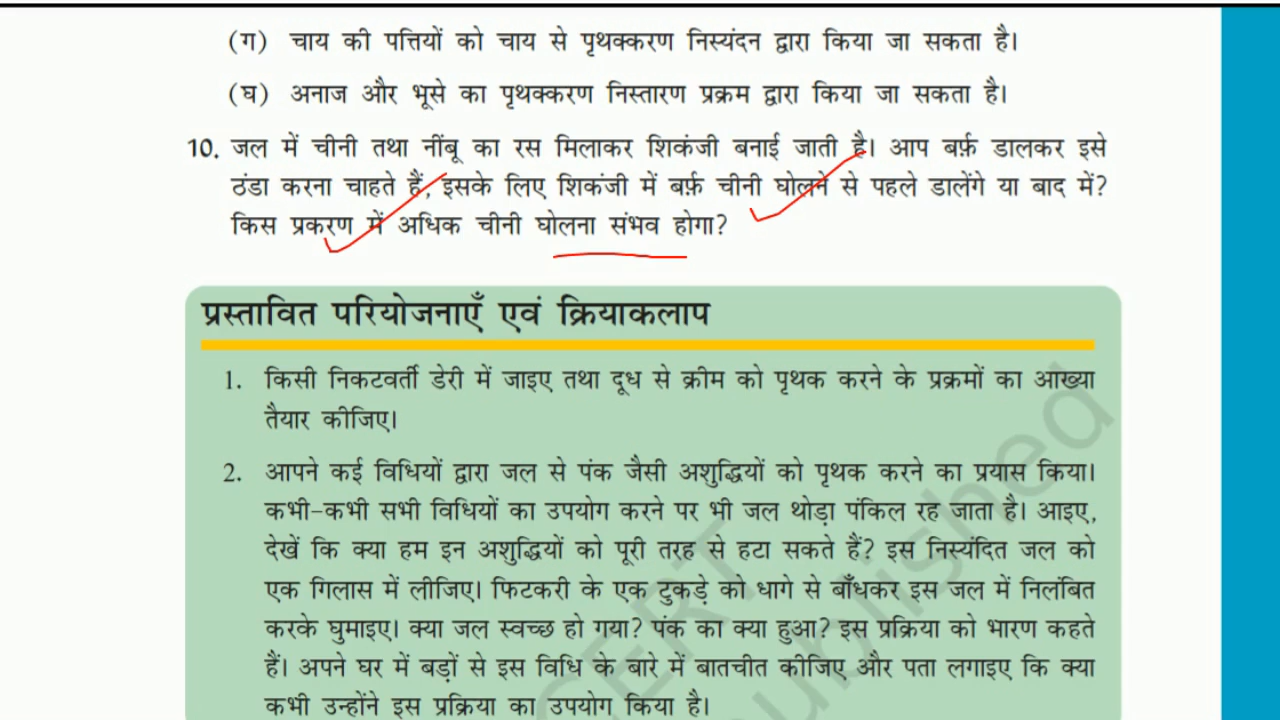 (ग) चाय की पत्तियों को चाय से पृथक्करण निस्यंदन द्वारा किया जा सकता है।
(घ) अनाज और भूसे का पृथक्करण निस्तारण प्रक्रम द्वारा किया जा सकता है।
10. जल में चीनी तथा नींबू का रस मिलाकर शिकंजी बनाई जाती है। आप बर्फ़ डालकर इसे
ठंडा करना चाहते हैं, इसके लिए शिकंजी में बर्फ़ चीनी घोलने से पहले डालेंगे या बाद में?
किस प्रकरण में अधिक चीनी घोलना संभव होगा?
प्रस्तावित परियोजनाएँ एवं क्रियाकलाप
1. किसी निकटवर्ती डेरी में जाइए तथा दूध से क्रीम को पृथक करने के प्रक्रमों का आख्या
तैयार कीजिए।
2. आपने कई विधियों द्वारा जल से पंक जैसी अशुद्धियों को पृथक करने का प्रयास किया।
कभी-कभी सभी विधियों का उपयोग करने पर भी जल थोड़ा पंकिल रह जाता है। आइए,
देखें कि क्या हम इन अशुद्धियों को पूरी तरह से हटा सकते हैं? इस निस्यंदित जल को
एक गिलास में लीजिए। फिटकरी के एक टुकड़े को धागे से बाँधकर इस जल में निलंबित
करके घुमाइए। क्या जल स्वच्छ हो गया? पंक का क्या हुआ? इस प्रक्रिया को भारण कहते
हैं। अपने घर में बड़ों से इस विधि के बारे में बातचीत कीजिए और पता लगाइए कि क्या
कभी उन्होंने इस प्रक्रिया का उपयोग किया है।